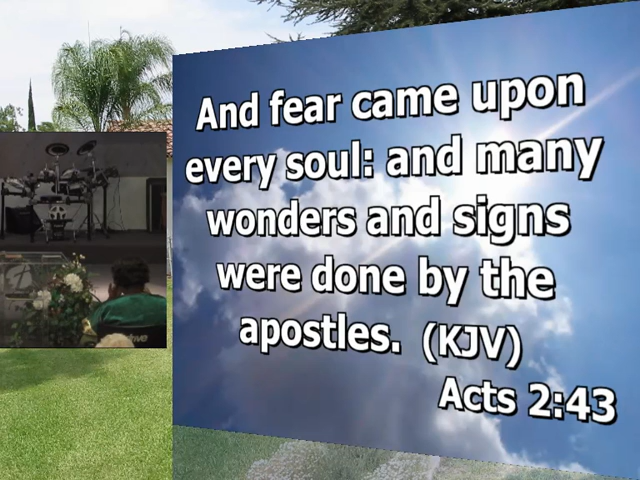 And fear came upon
every soul: and many
wonders and signs
were done by the
apostles. (KJV)
Acts 2:43